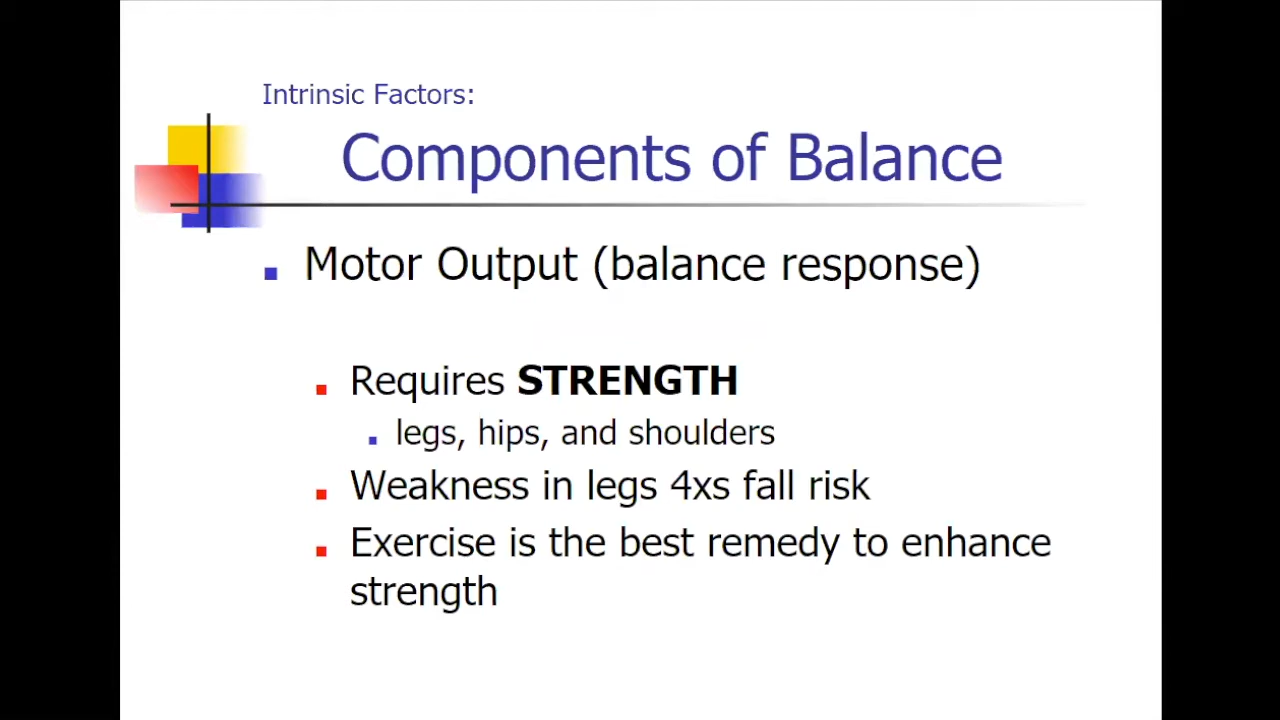 Intrinsic Factors:
Components of Balance
Motor Output (balance response)
Requires STRENGTH
legs, hips, and shoulders
Weakness in legs 4xs fall risk
Exercise is the best remedy to enhance
strength